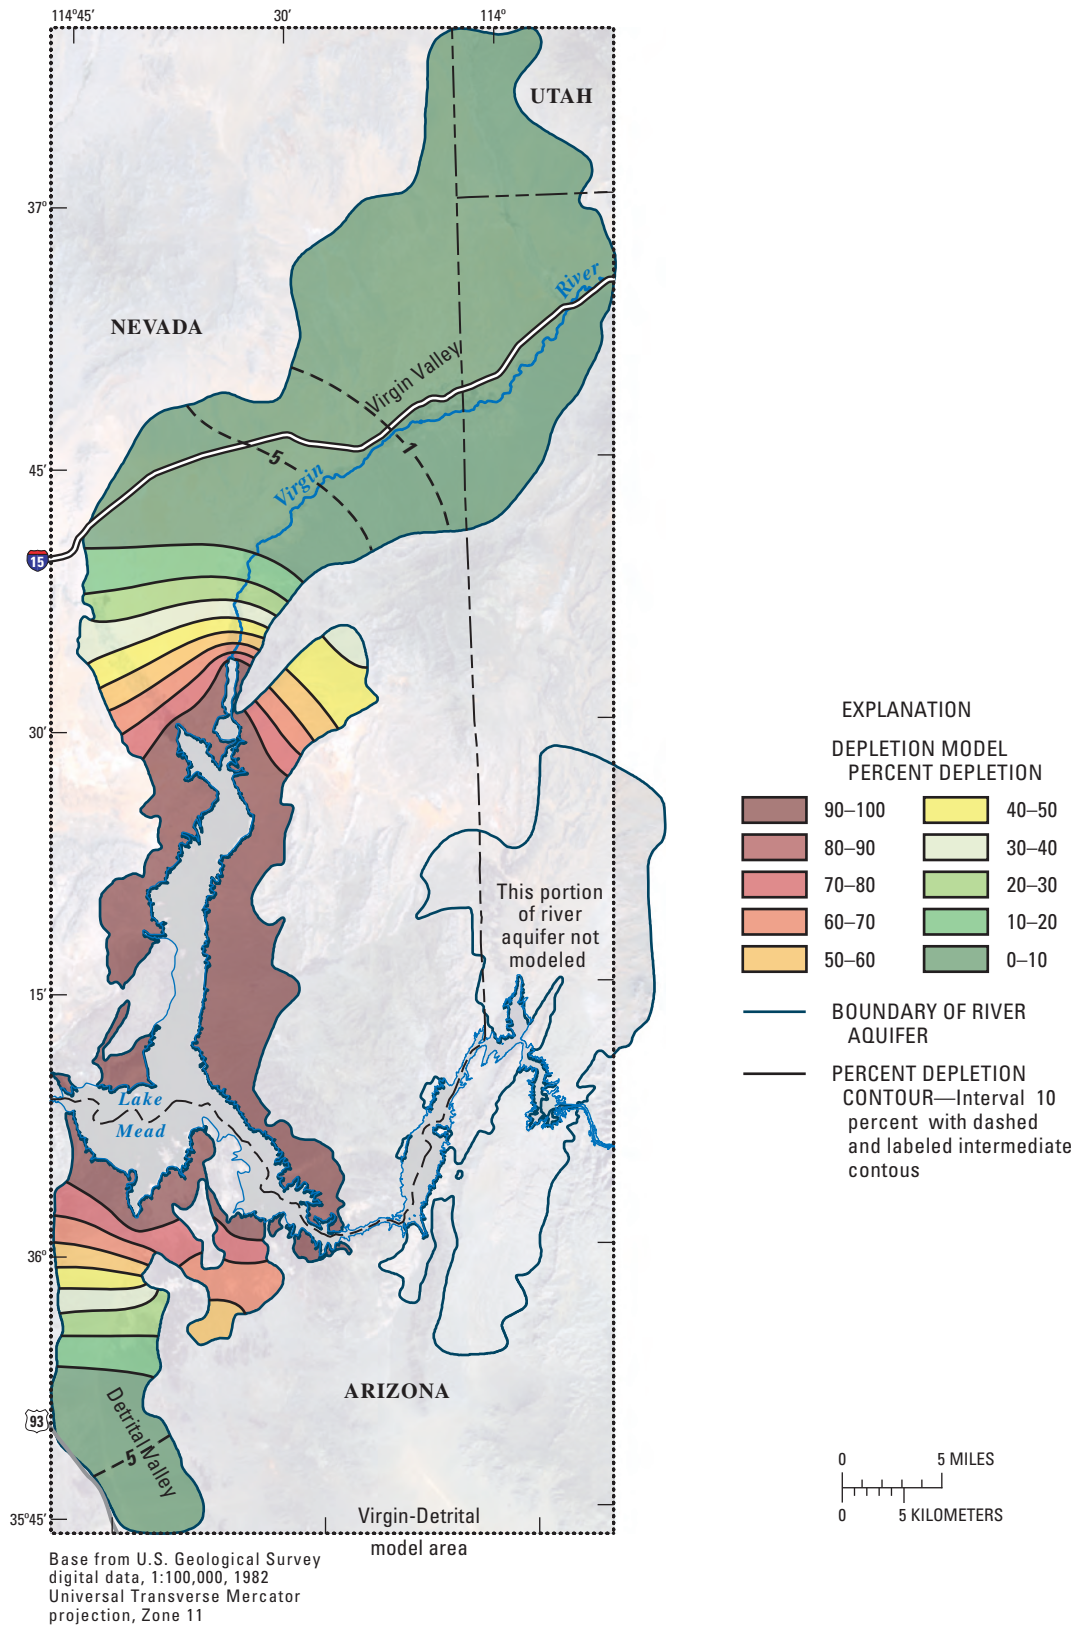 114°45′
30′
114°
UTAH
37°
River
NEVADA
Virgin Valley
1
5
45′
Virgin
15
30′
EXPLANATION
DEPLETION MODEL
PERCENT DEPLETION
90–100
40–50
80–90
30–40
70–80
20–30
60–70
10–20
50–60
0–10
This portion
of river
aquifer not
modeled
15′
BOUNDARY OF RIVER
AQUIFER
PERCENT DEPLETION
CONTOUR—Interval 10
percent with dashed
and labeled intermediate
contous
Lake
Mead
36°
ARIZONA
93
Detrital Valley
5
0
5 MILES
0
5 KILOMETERS
35°45′
Virgin-Detrital
model area
Base from U.S. Geological Survey
digital data, 1:100,000, 1982
Universal Transverse Mercator
projection, Zone 11